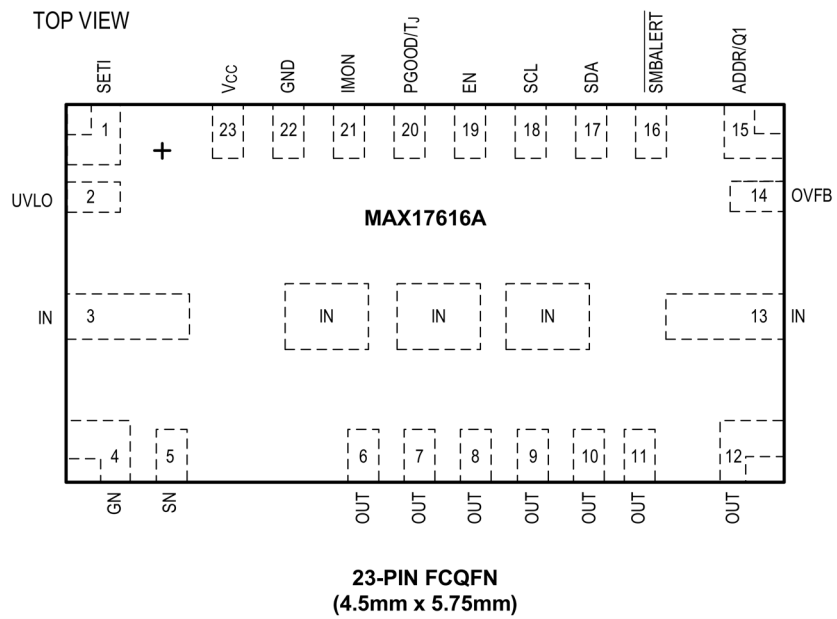 TOP VIEW
SETI
VCC
GND
IMON
PGOOD/TJ
EN
SCL
SDA
SMBALERT
ADDR/Q1
1
23
22
21
20
19
18
17
16
15
+
UVLO
2
14
OVFB
MAX17616A
IN
3
IN
IN
IN
13
IN
4
5
6
7
8
9
10
11
12
GN
SN
OUT
OUT
OUT
OUT
OUT
OUT
OUT
23-PIN FCQFN
(4.5mm x 5.75mm)